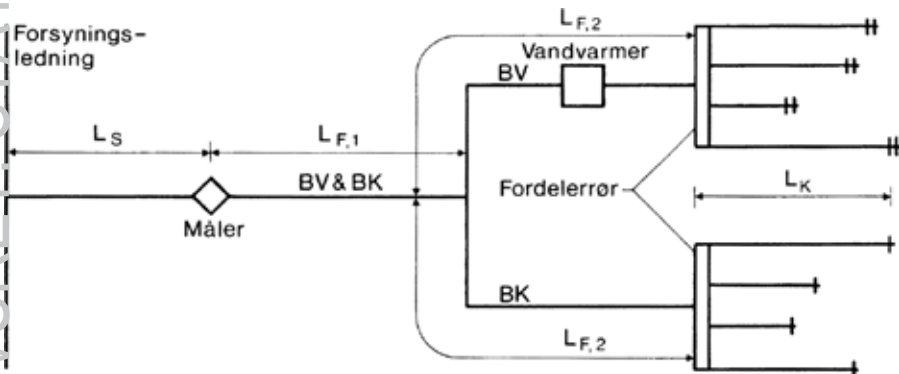 Forsynings-
ledning
L_F,2
Vandvarmer
BV
L_S
L_F,1
BV & BK
Måler
Fordelerrør
L_K
BK
L_F,2